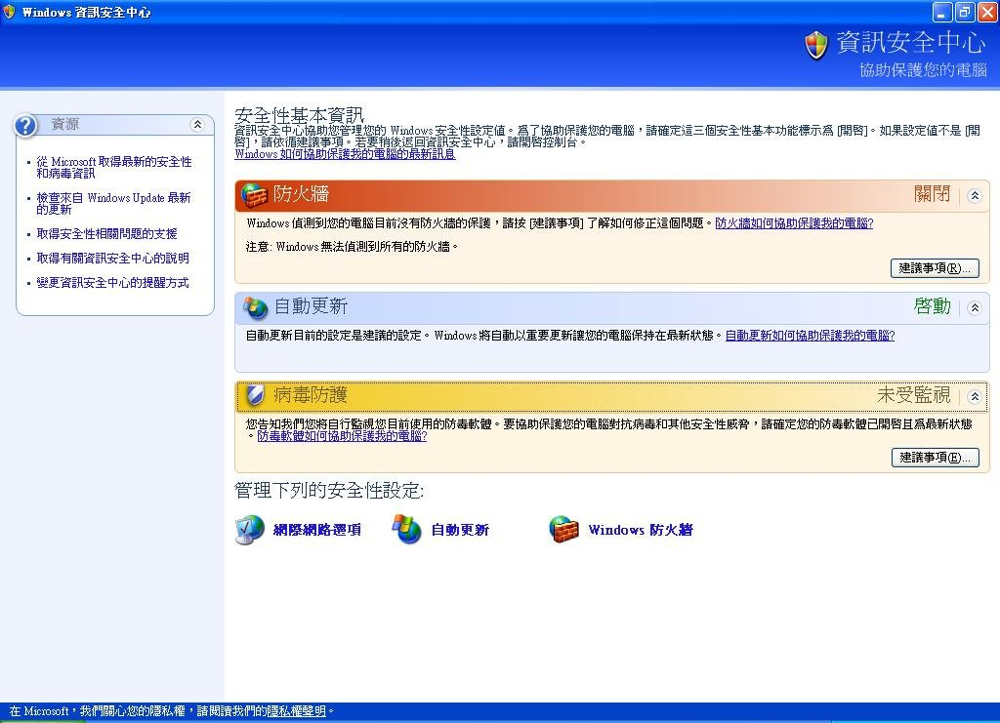 Windows 資訊安全中心
資訊安全中心
協助保護您的電腦
資源
從 Microsoft 取得最新的安全性
和病毒資訊
檢查來自 Windows Update 最新
的更新
取得安全性相關問題的支援
取得有關資訊安全中心的說明
變更資訊安全中心的提醒方式
安全性基本資訊
資訊安全中心協助您管理您的 Windows 安全性設定值。為了協助保護您的電腦，請確定這三個安全性基本功能標示為 [開啓]。如果設定值不是 [開
啓]，請依循建議事項。若要稍後返回資訊安全中心，請開啓控制台。
Windows 如何協助保護我的電腦的最新訊息
防火牆
關閉
Windows 偵測到您的電腦目前沒有防火牆的保護，請按 [建議事項] 了解如何修正這個問題。防火牆如何協助保護我的電腦?
注意: Windows 無法偵測到所有的防火牆。
建議事項(R)...
自動更新
啓動
自動更新目前的設定是建議的設定。Windows 將自動以重要更新讓您的電腦保持在最新狀態。自動更新如何協助保護我的電腦?
病毒防護
未受監視
您告知我們您將自行監視您目前使用的防毒軟體。要協助保護您的電腦對抗病毒和其他安全性威脅，請確定您的防毒軟體已開啓且為最新狀態
。防毒軟體如何協助保護我的電腦?
建議事項(E)...
管理下列的安全性設定:
網際網路選項
自動更新
Windows 防火牆
在 Microsoft，我們關心您的隱私權，請閱讀我們的隱私權聲明。